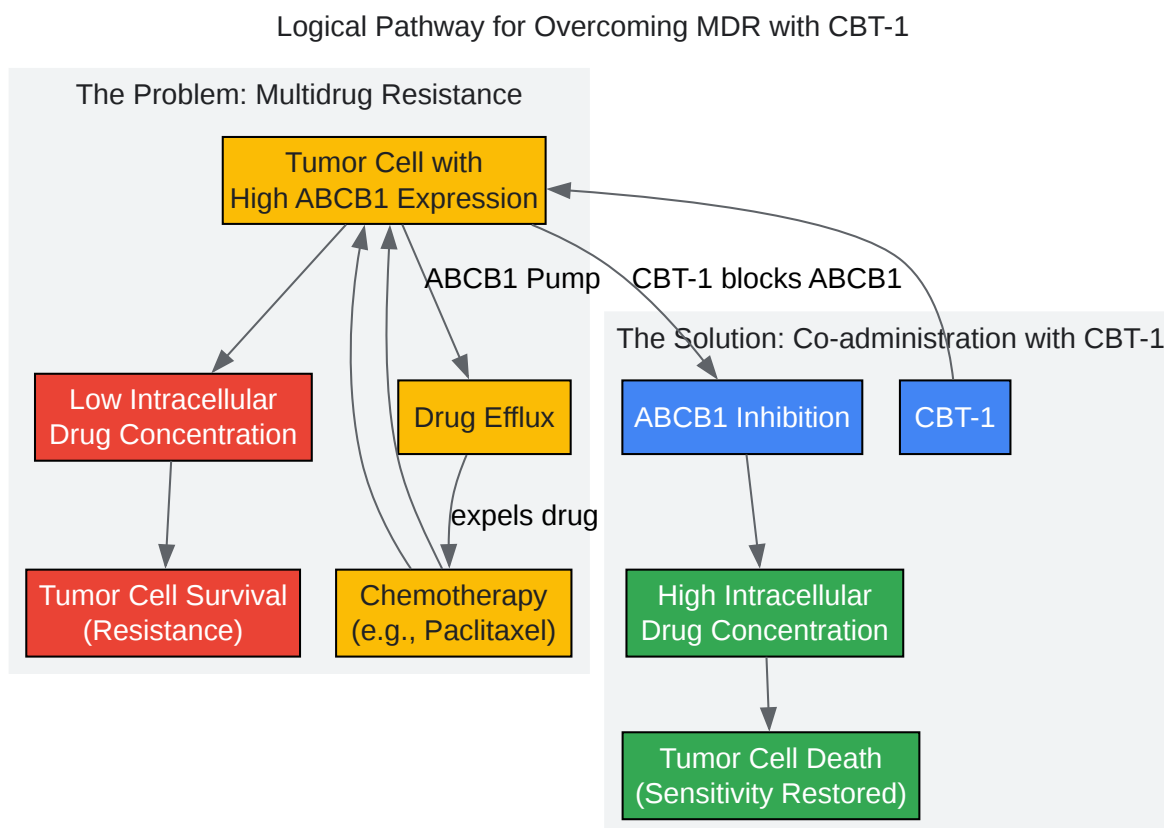 Logical Pathway for Overcoming MDR with CBT-1
The Problem: Multidrug Resistance
Tumor Cell with
High ABCB1 Expression
ABCB1 Pump
CBT-1 blocks ABCB1
The Solution: Co-administration with CBT-1
Low Intracellular
Drug Concentration
Drug Efflux
ABCB1 Inhibition
CBT-1
expels drug
Tumor Cell Survival
(Resistance)
Chemotherapy
(e.g., Paclitaxel)
High Intracellular
Drug Concentration
Tumor Cell Death
(Sensitivity Restored)